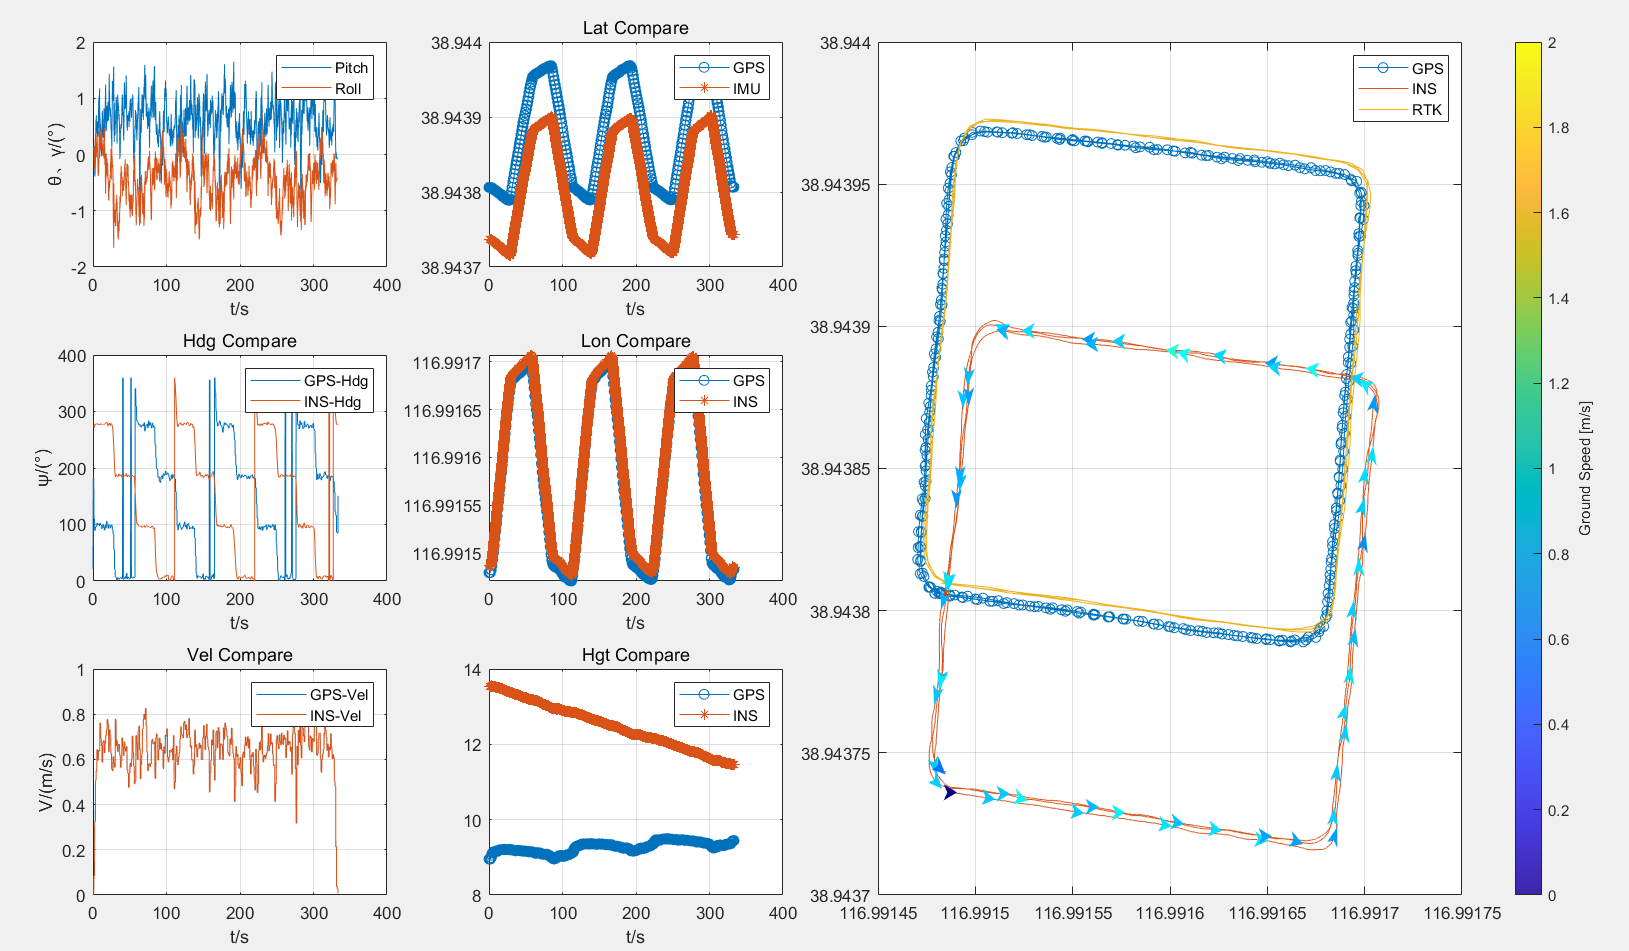 2
1
0
-1
-2
θ、γ/(°)
0 100 200 300 400
t/s
Pitch
Roll
Lat Compare
38.944
38.9439
38.9438
38.9437
0 100 200 300 400
t/s
GPS
IMU
Hdg Compare
400
300
200
100
0
ψ/(°)
0 100 200 300 400
t/s
GPS-Hdg
INS-Hdg
Lon Compare
116.9917
116.99165
116.9916
116.99155
116.9915
0 100 200 300 400
t/s
GPS
INS
Vel Compare
1
0.8
0.6
0.4
0.2
0
V/(m/s)
0 100 200 300 400
t/s
GPS-Vel
INS-Vel
Hgt Compare
14
12
10
8
0 100 200 300 400
t/s
GPS
INS
38.944
38.94395
38.9439
38.94385
38.9438
38.94375
38.9437
116.99145 116.9915 116.99155 116.9916 116.99165 116.9917 116.99175
GPS
INS
RTK
2
1.8
1.6
1.4
1.2
1
0.8
0.6
0.4
0.2
0
Ground Speed [m/s]